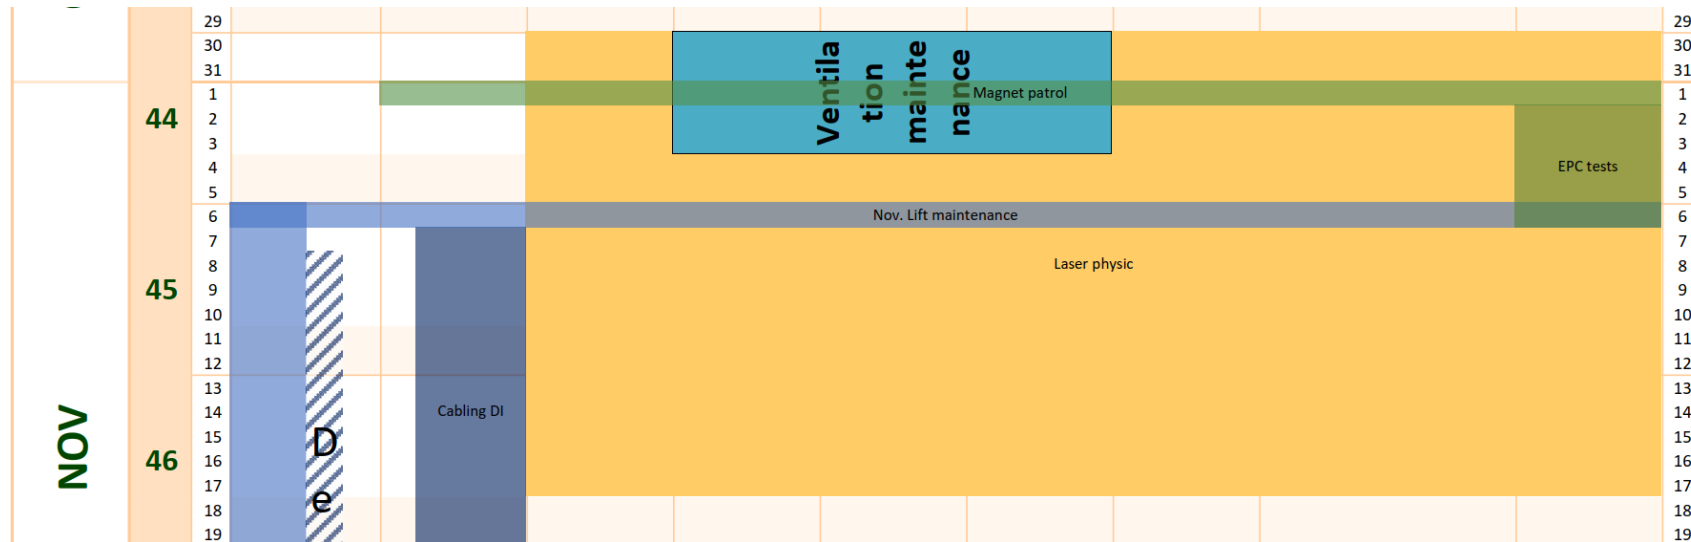 29 29
30 30
31 31
1 Magnet patrol 1
44
2 2
3 3
4 EPC tests 4
5 5
Ventila
tion
mainte
nance
6 Nov. Lift maintenance 6
7 7
8 Laser physic 8
45
9 9
10 10
11 11
12 12
13 13
14 Cabling DI 14
15 15
D
46
16 16
17 17
e
18 18
19 19
NOV